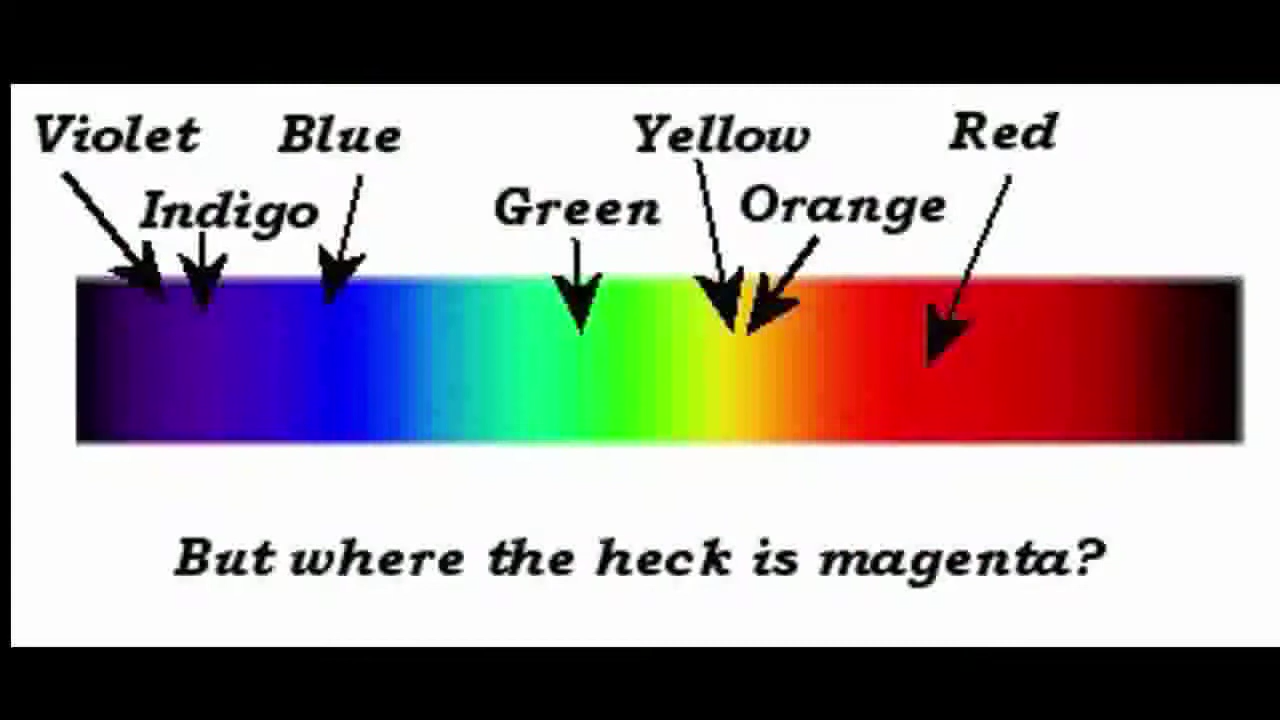 Violet Blue Yellow Red
Indigo Green Orange
But where the heck is magenta?